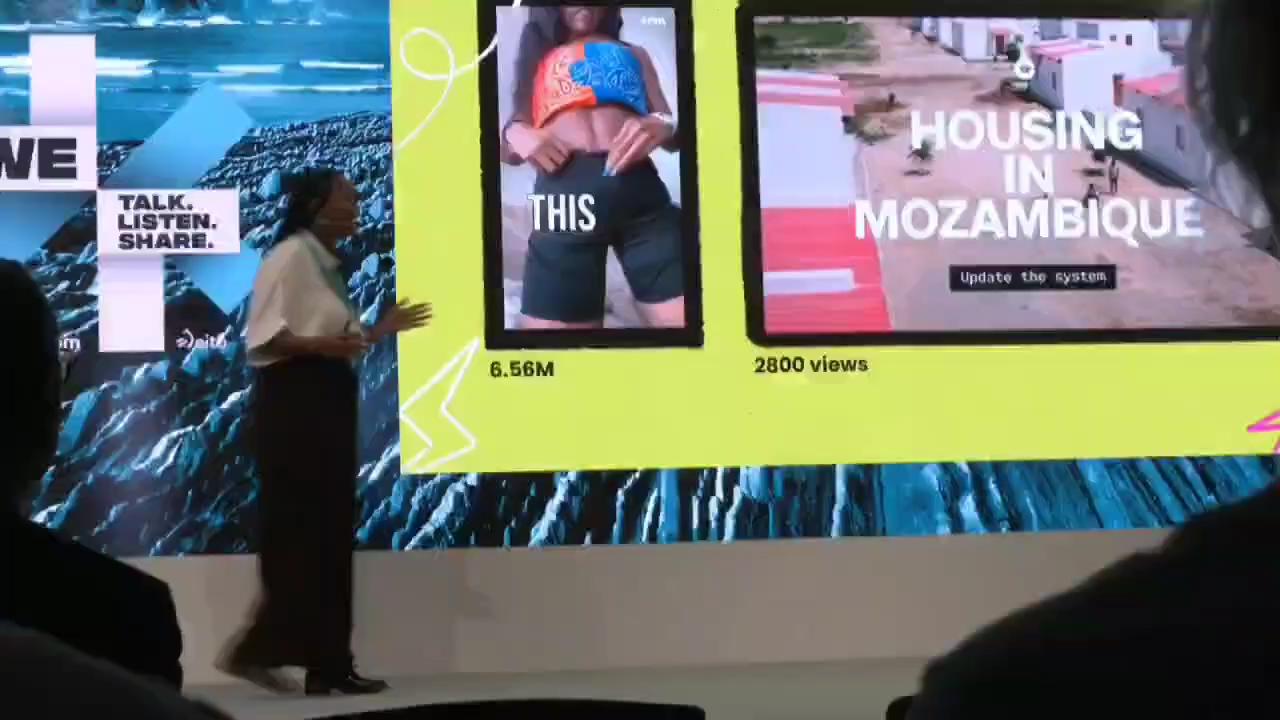 WE
TALK.
LISTEN.
SHARE.
THIS
6.56M
HOUSING
IN
MOZAMBIQUE
Update the system
2800 views